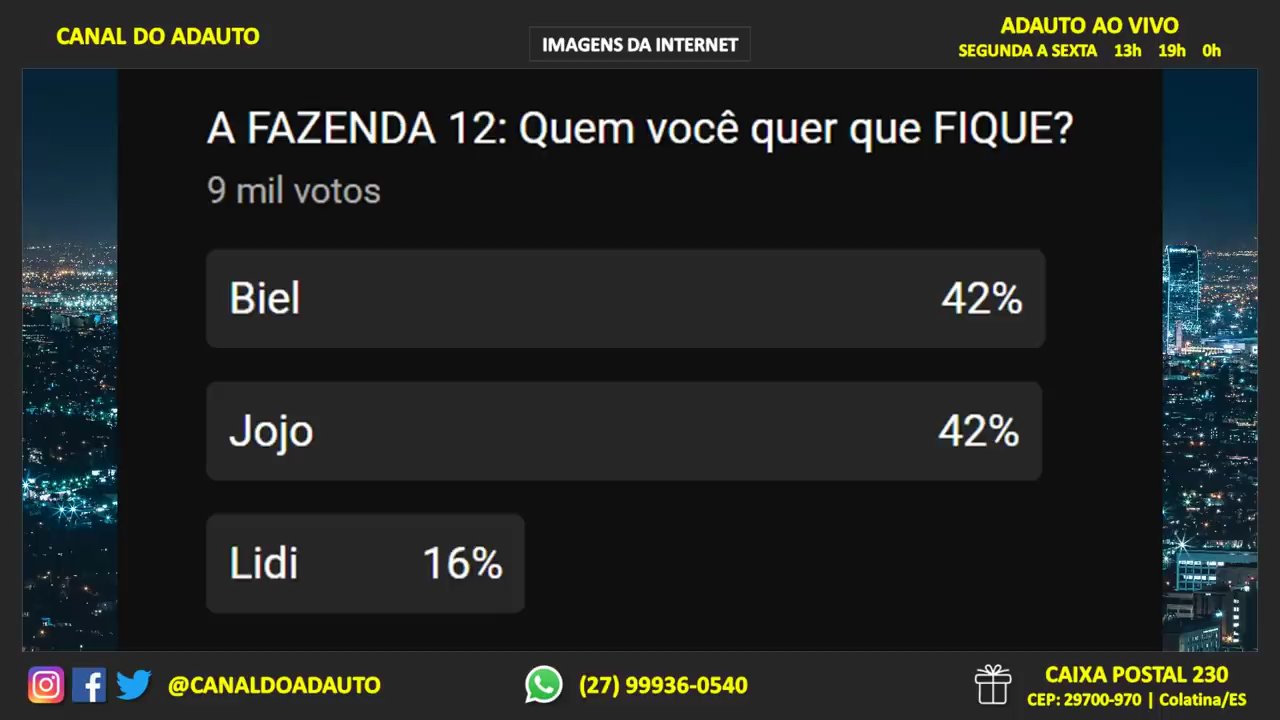 CANAL DO ADAUTO
IMAGENS DA INTERNET
ADAUTO AO VIVO
SEGUNDA A SEXTA 13h 19h 0h
A FAZENDA 12: Quem você quer que FIQUE?
9 mil votos
Biel 42%
Jojo 42%
Lidi 16%
@CANALDOADAUTO
(27) 99936-0540
CAIXA POSTAL 230
CEP: 29700-970 | Colatina/ES